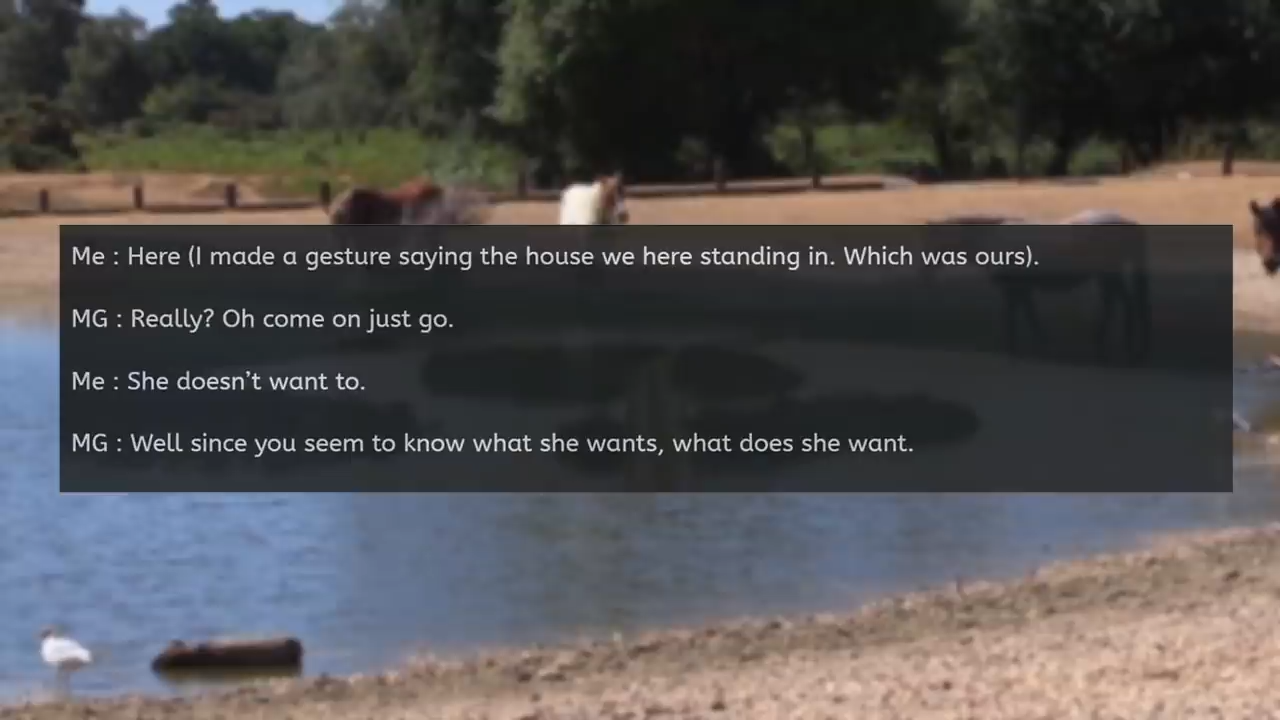 Me : Here (I made a gesture saying the house we here standing in. Which was ours).
MG : Really? Oh come on just go.
Me : She doesn't want to.
MG : Well since you seem to know what she wants, what does she want.